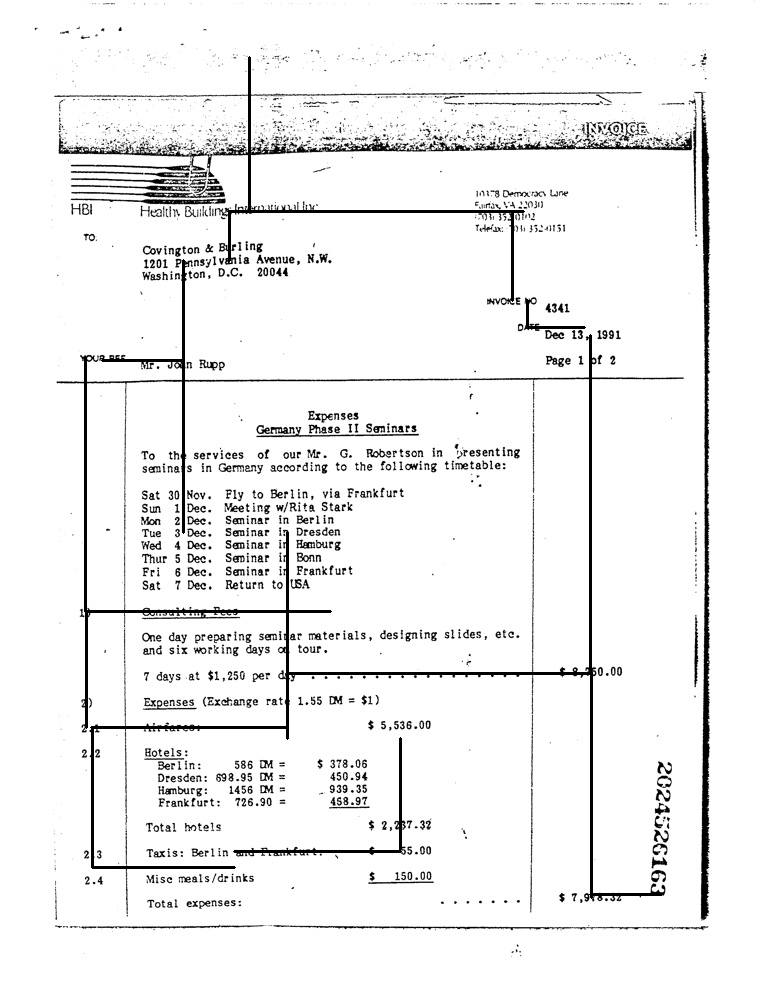 INVOICE
10378 Democracy Lane
Fairfax, VA 22030
(703) 352-0102
Telefax: (703) 352-0151
HBI Healthy Buildings International Inc
TO:
Covington & Burling
1201 Pennsylvania Avenue, N.W.
Washington, D.C. 20044
INVOICE NO 4341
DATE Dec 13, 1991
Page 1 of 2
YOUR REF Mr. John Rupp
Expenses
Germany Phase II Seminars
To the services of our Mr. G. Robertson in presenting
seminars in Germany according to the following timetable:
Sat 30 Nov. Fly to Berlin, via Frankfurt
Sun 1 Dec. Meeting w/Rita Stark
Mon 2 Dec. Seminar in Berlin
Tue 3 Dec. Seminar in Dresden
Wed 4 Dec. Seminar in Hamburg
Thur 5 Dec. Seminar in Bonn
Fri 6 Dec. Seminar in Frankfurt
Sat 7 Dec. Return to USA
1) Consulting Fees
One day preparing seminar materials, designing slides, etc.
and six working days on tour.
7 days at $1,250 per day . . . . . . . . . . . . . . . . . $ 8,750.00
2) Expenses (Exchange rate 1.55 DM = $1)
2.1 Airfares: $ 5,536.00
2.2 Hotels:
Berlin: 586 DM = $ 378.06
Dresden: 698.95 DM = 450.94
Hamburg: 1456 DM = 939.35
Frankfurt: 726.90 = 468.97
Total hotels $ 2,237.32
2.3 Taxis: Berlin and Frankfurt: $ 55.00
2.4 Misc meals/drinks $ 150.00
Total expenses: . . . . . . . $ 7,978.32
2024526163